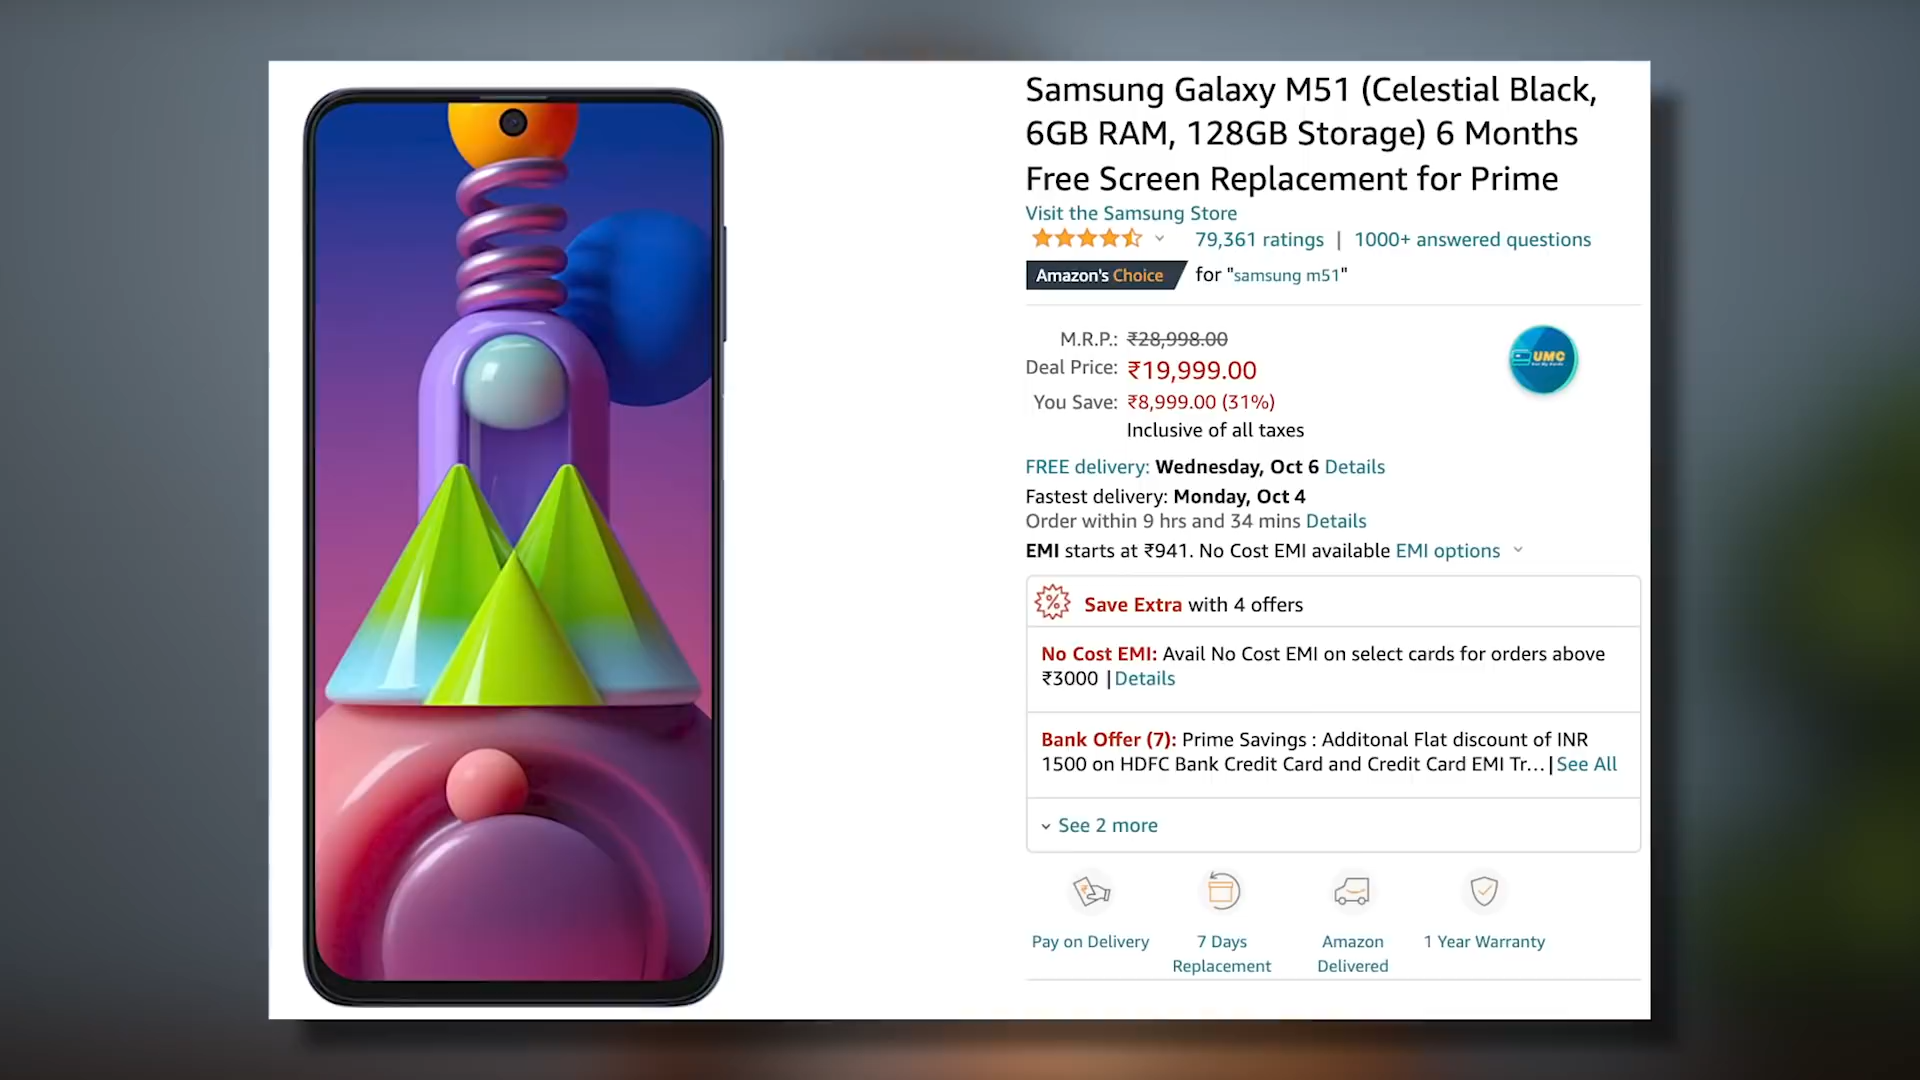 Samsung Galaxy M51 (Celestial Black,
6GB RAM, 128GB Storage) 6 Months
Free Screen Replacement for Prime
Visit the Samsung Store
79,361 ratings | 1000+ answered questions
Amazon's Choice for "samsung m51"
M.R.P.: ₹28,998.00
UMC
Deal Price: ₹19,999.00
You Save: ₹8,999.00 (31%)
Inclusive of all taxes
FREE delivery: Wednesday, Oct 6 Details
Fastest delivery: Monday, Oct 4
Order within 9 hrs and 34 mins Details
EMI starts at ₹941. No Cost EMI available EMI options
% Save Extra with 4 offers
No Cost EMI: Avail No Cost EMI on select cards for orders above
₹3000 | Details
Bank Offer (7): Prime Savings : Additonal Flat discount of INR
1500 on HDFC Bank Credit Card and Credit Card EMI Tr... | See All
See 2 more
Pay on Delivery
7 Days
Replacement
Amazon
Delivered
1 Year Warranty